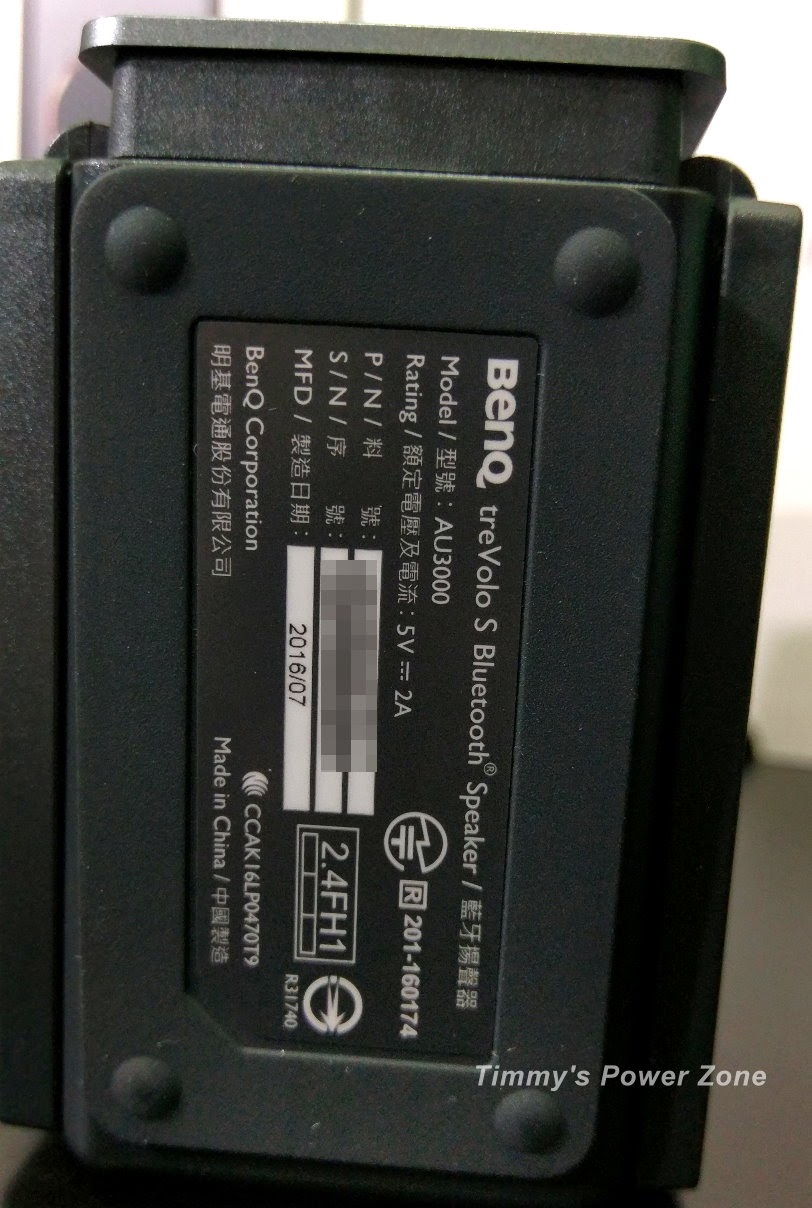 BenQ treVolo S Bluetooth® Speaker / 藍牙揚聲器
Model / 型號：AU3000
Rating / 額定電壓及電流：5V ⎓ 2A
P / N / 料 號：
S / N / 序 號：
MFD / 製造日期：2016/07
R 201-160174
2.4FH1
R31740
BenQ Corporation
明基電通股份有限公司
CCAK16LP0470T9
Made in China / 中國製造
Timmy's Power Zone